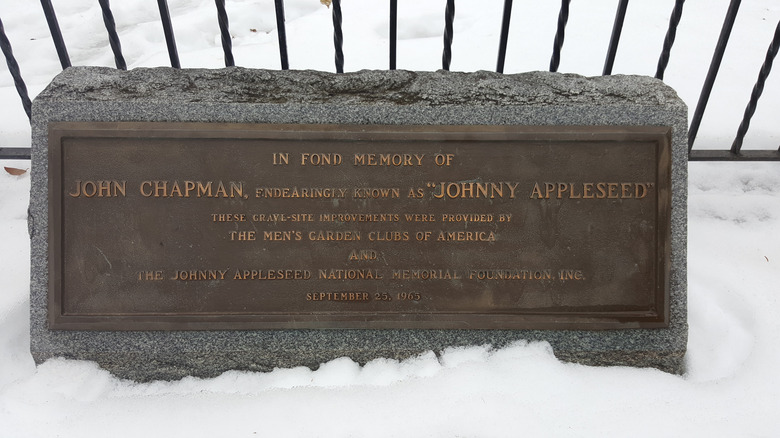 IN FOND MEMORY OF
JOHN CHAPMAN, ENDEARINGLY KNOWN AS "JOHNNY APPLESEED"
THESE GRAVE-SITE IMPROVEMENTS WERE PROVIDED BY
THE MEN'S GARDEN CLUBS OF AMERICA
AND
THE JOHNNY APPLESEED NATIONAL MEMORIAL FOUNDATION, INC.
SEPTEMBER 25, 1965